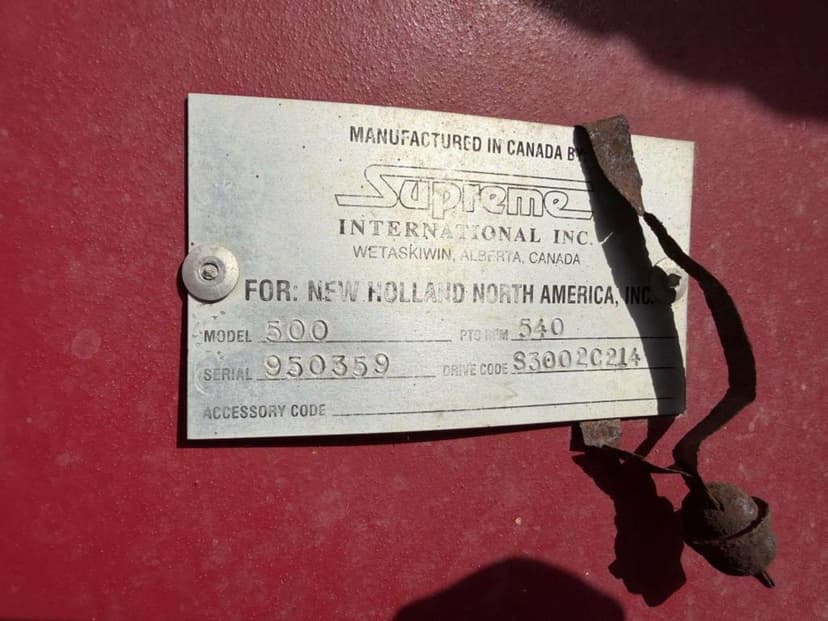 MANUFACTURED IN CANADA BY
Supreme
INTERNATIONAL INC.
WETASKIWIN, ALBERTA, CANADA
FOR: NEW HOLLAND NORTH AMERICA, INC.
MODEL 500 PTO RPM 540
SERIAL 950359 DRIVE CODE S3002C214
ACCESSORY CODE